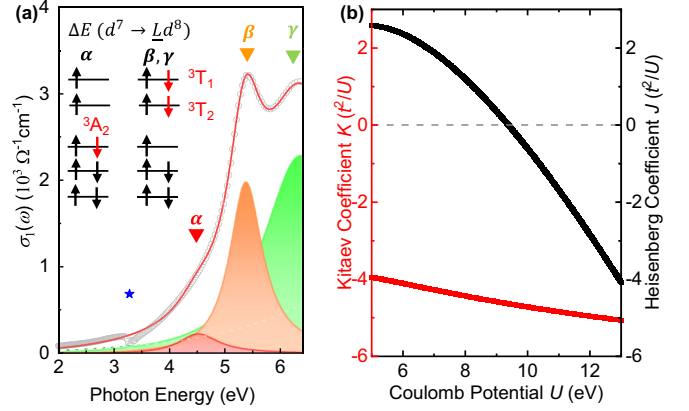 (a)
ΔE (d⁷ → L̲d⁸)
α
β, γ
³T₁
³T₂
³A₂
β
γ
α
4
3
2
1
0
2
3
4
5
6
σ₁(ω) (10³ Ω⁻¹cm⁻¹)
Photon Energy (eV)
(b)
2
0
-2
-4
-6
Kitaev Coefficient K (t²/U)
6
8
10
12
Coulomb Potential U (eV)
2
0
-2
-4
-6
Heisenberg Coefficient J (t²/U)